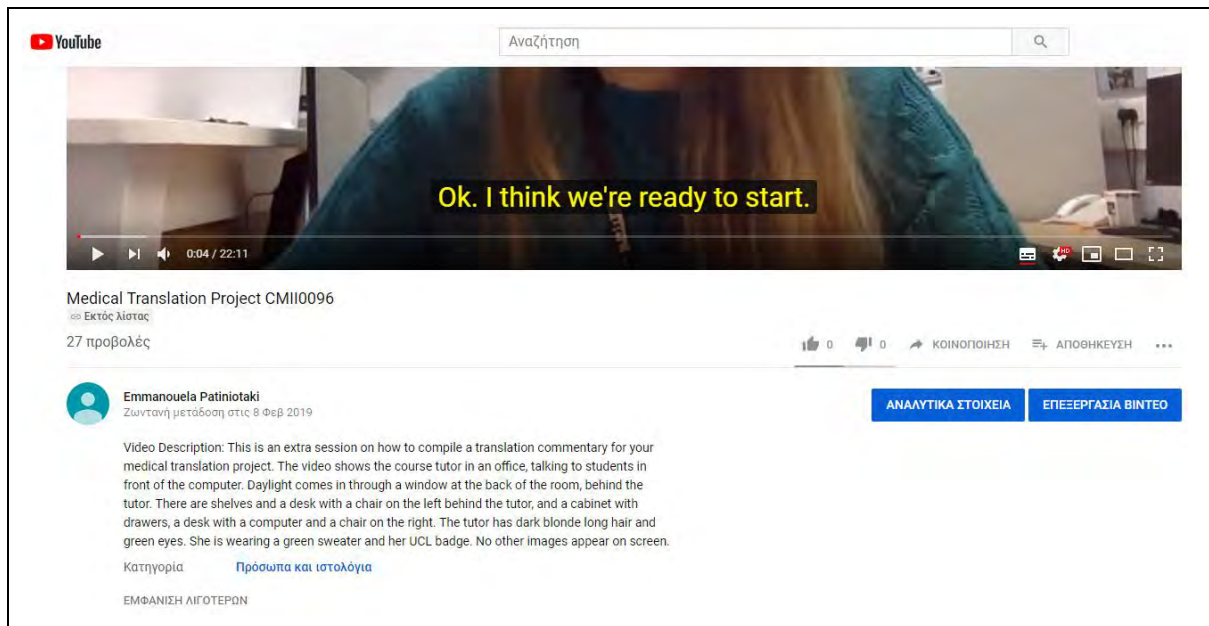 YouTube
Αναζήτηση
Ok. I think we're ready to start.
0:04 / 22:11
HD
Medical Translation Project CMII0096
Εκτός λίστας
27 προβολές
0 0 ΚΟΙΝΟΠΟΙΗΣΗ ΑΠΟΘΗΚΕΥΣΗ
Emmanouela Patiniotaki
Ζωντανή μετάδοση στις 8 Φεβ 2019
ΑΝΑΛΥΤΙΚΑ ΣΤΟΙΧΕΙΑ ΕΠΕΞΕΡΓΑΣΙΑ ΒΙΝΤΕΟ
Video Description: This is an extra session on how to compile a translation commentary for your
medical translation project. The video shows the course tutor in an office, talking to students in
front of the computer. Daylight comes in through a window at the back of the room, behind the
tutor. There are shelves and a desk with a chair on the left behind the tutor, and a cabinet with
drawers, a desk with a computer and a chair on the right. The tutor has dark blonde long hair and
green eyes. She is wearing a green sweater and her UCL badge. No other images appear on screen.
Κατηγορία Πρόσωπα και ιστολόγια
ΕΜΦΑΝΙΣΗ ΛΙΓΟΤΕΡΩΝ